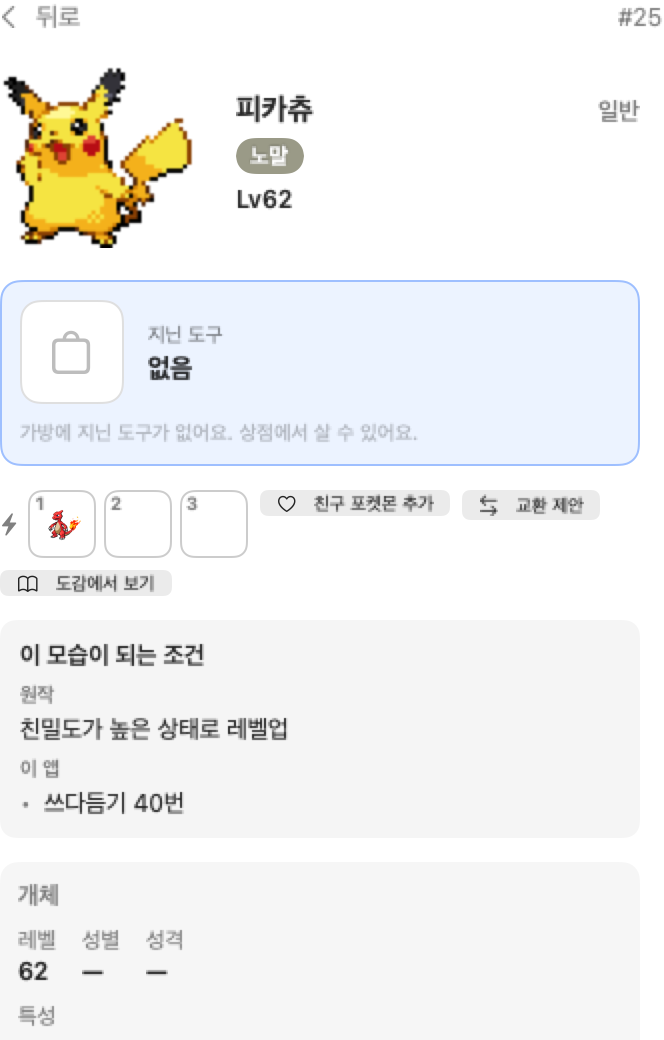 뒤로
#25
피카츄
일반
노말
Lv62
지닌 도구
없음
가방에 지닌 도구가 없어요. 상점에서 살 수 있어요.
1 2 3 친구 포켓몬 추가 교환 제안
도감에서 보기
이 모습이 되는 조건
원작
친밀도가 높은 상태로 레벨업
이 앱
• 쓰다듬기 40번
개체
레벨 성별 성격
62 — —
특성